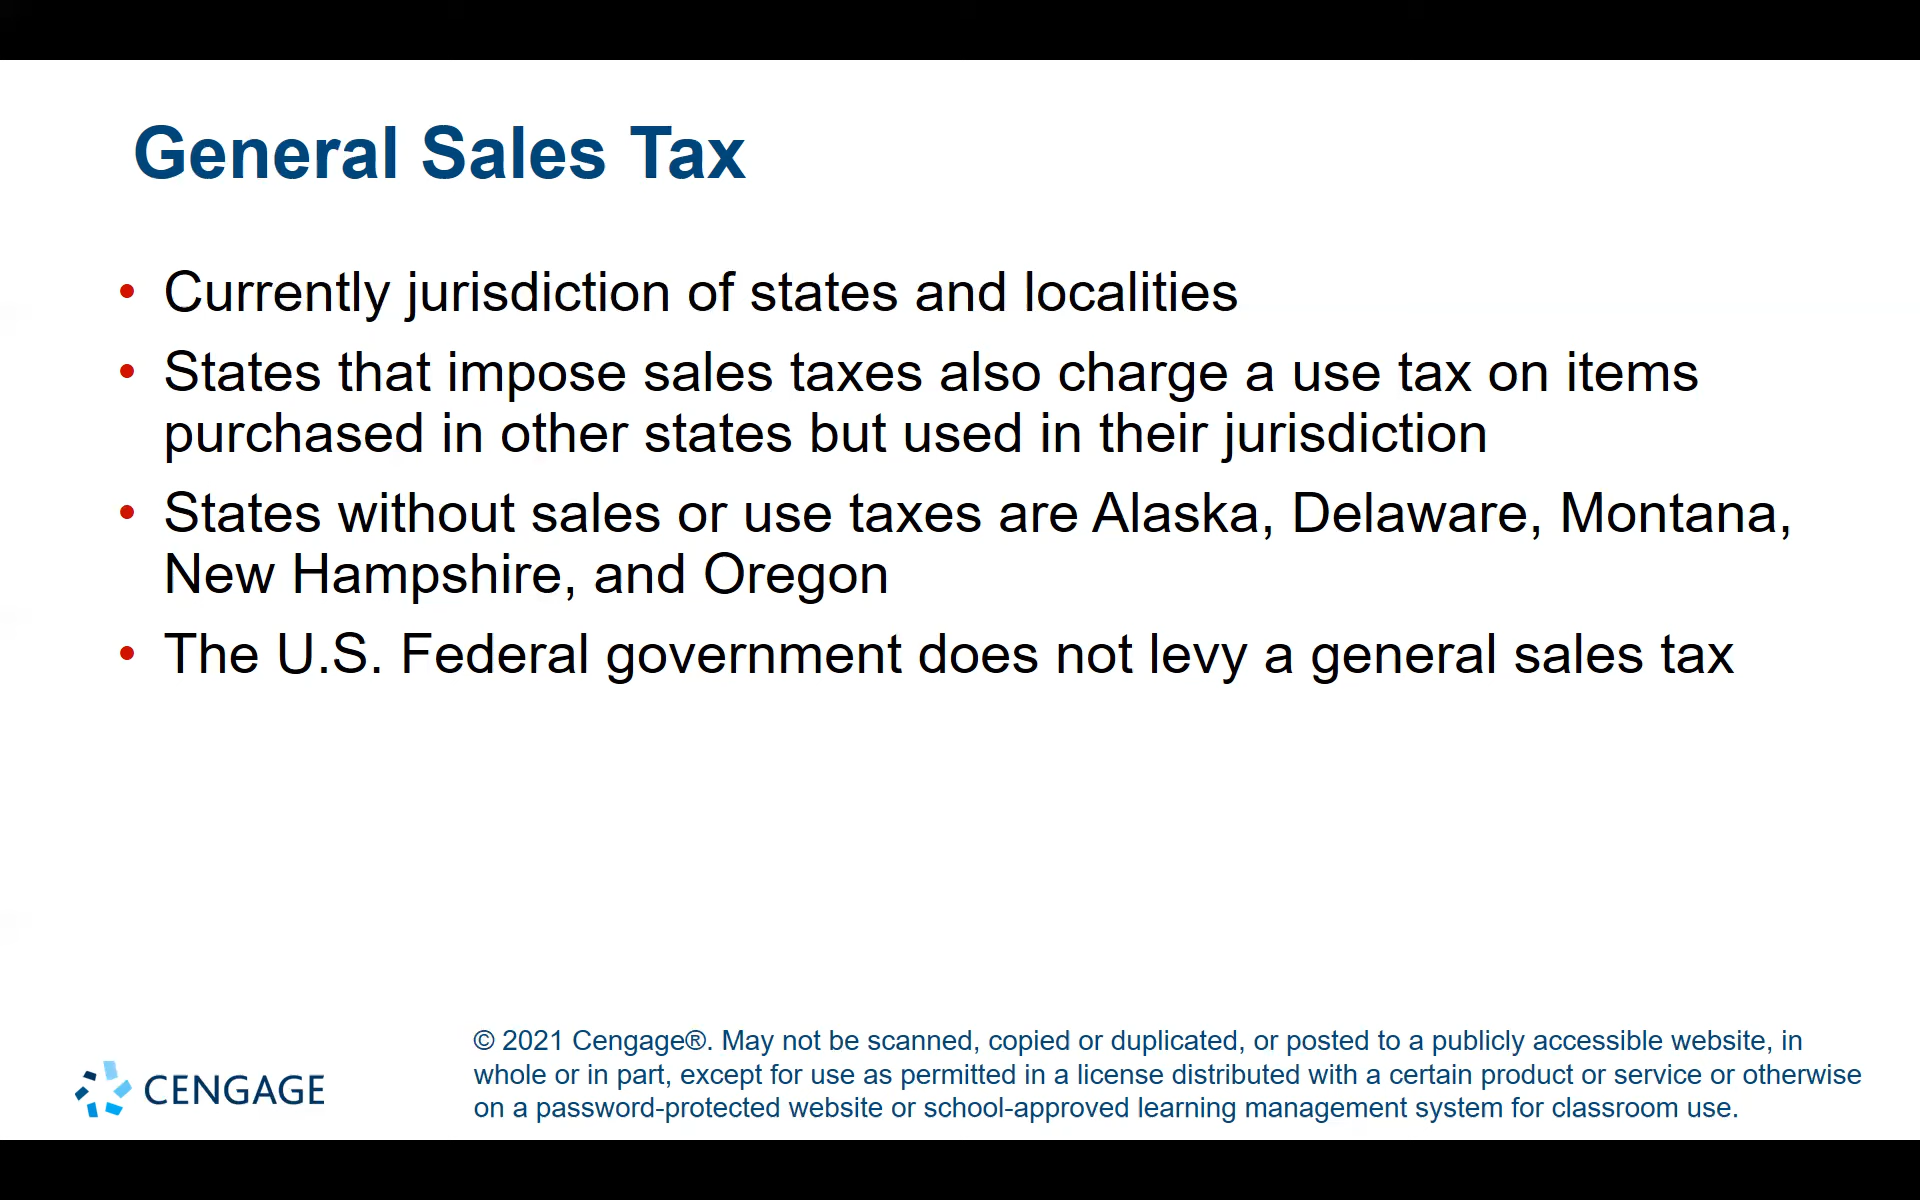 General Sales Tax
• Currently jurisdiction of states and localities
• States that impose sales taxes also charge a use tax on items
purchased in other states but used in their jurisdiction
• States without sales or use taxes are Alaska, Delaware, Montana,
New Hampshire, and Oregon
• The U.S. Federal government does not levy a general sales tax
© 2021 Cengage®. May not be scanned, copied or duplicated, or posted to a publicly accessible website, in
whole or in part, except for use as permitted in a license distributed with a certain product or service or otherwise
on a password-protected website or school-approved learning management system for classroom use.
CENGAGE